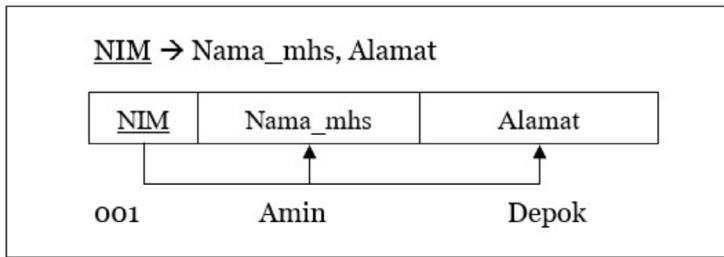 NIM → Nama_mhs, Alamat
NIM Nama_mhs Alamat
001 Amin Depok